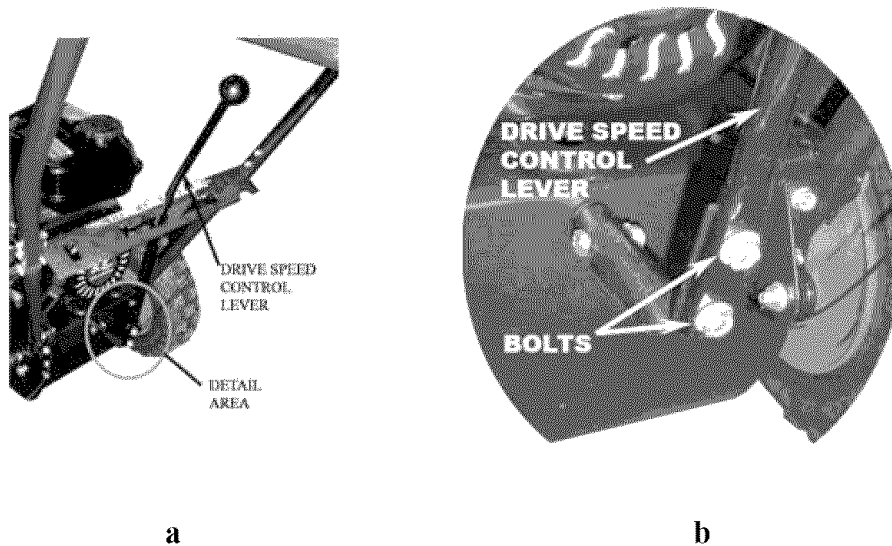 DRIVE SPEED
CONTROL
LEVER
DETAIL
AREA
DRIVE SPEED
CONTROL
LEVER
BOLTS
a
b